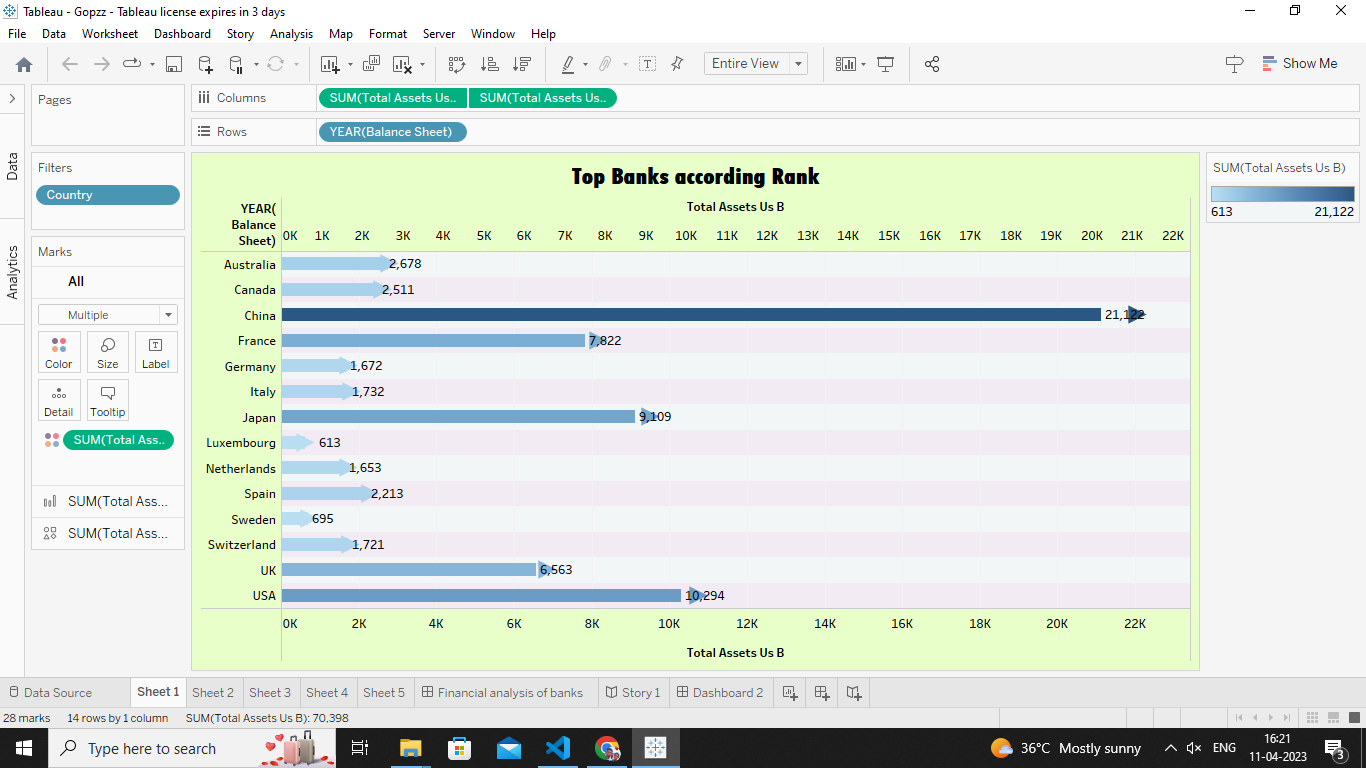 Tableau - Gopzz - Tableau license expires in 3 days
File Data Worksheet Dashboard Story Analysis Map Format Server Window Help
Entire View
Show Me
Pages
Columns
SUM(Total Assets Us.. SUM(Total Assets Us..
Rows
YEAR(Balance Sheet)
Data
Analytics
Filters
Country
Marks
All
Multiple
Color Size Label
Detail Tooltip
SUM(Total Ass..
SUM(Total Ass...
SUM(Total Ass...
Top Banks according Rank
YEAR(
Balance
Sheet)
Total Assets Us B
0K 1K 2K 3K 4K 5K 6K 7K 8K 9K 10K 11K 12K 13K 14K 15K 16K 17K 18K 19K 20K 21K 22K
Australia 2,678
Canada 2,511
China 21,122
France 7,822
Germany 1,672
Italy 1,732
Japan 9,109
Luxembourg 613
Netherlands 1,653
Spain 2,213
Sweden 695
Switzerland 1,721
UK 6,563
USA 10,294
0K 2K 4K 6K 8K 10K 12K 14K 16K 18K 20K 22K
Total Assets Us B
SUM(Total Assets Us B)
613 21,122
Data Source Sheet 1 Sheet 2 Sheet 3 Sheet 4 Sheet 5 Financial analysis of banks Story 1 Dashboard 2
28 marks 14 rows by 1 column SUM(Total Assets Us B): 70,398
Type here to search
36°C Mostly sunny
ENG
16:21
11-04-2023
3